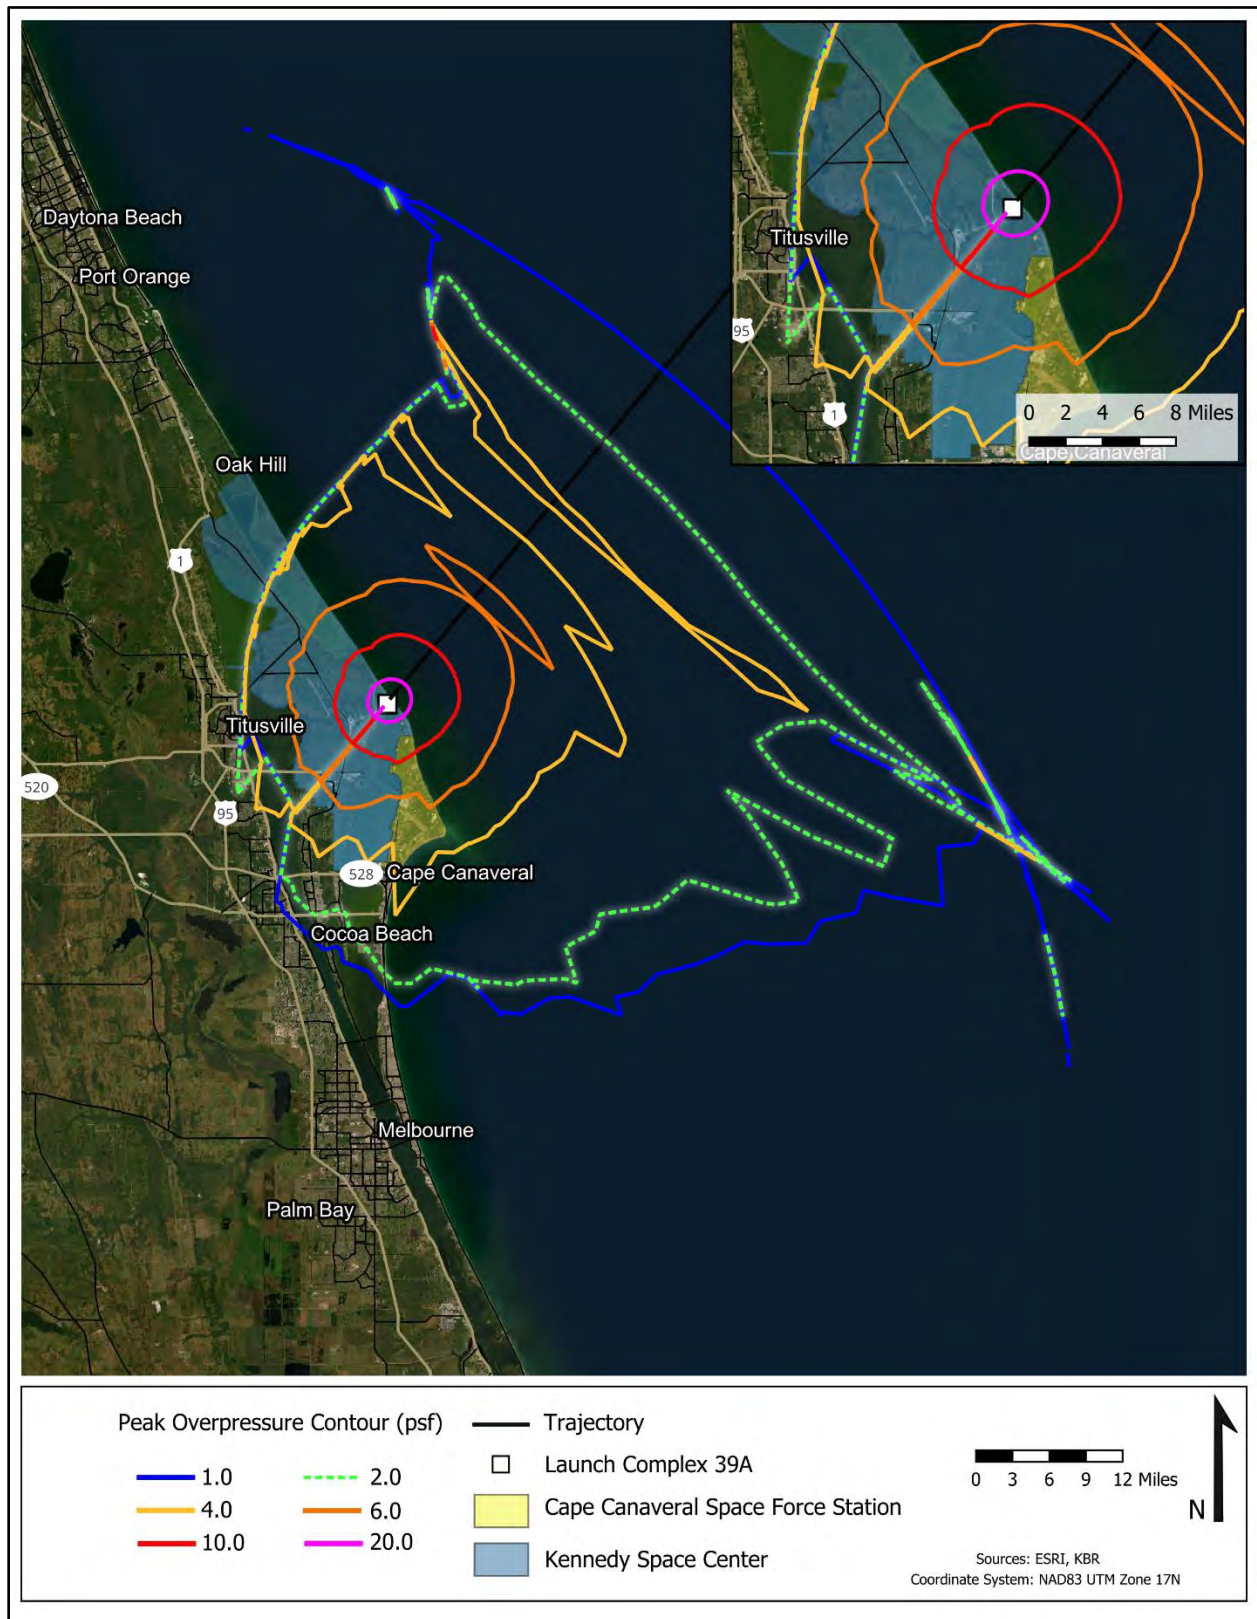 Daytona Beach
Port Orange
Oak Hill
1
Titusville
520
95
528
Cape Canaveral
Cocoa Beach
Melbourne
Palm Bay
Titusville
95
1
0 2 4 6 8 Miles
Cape Canaveral
Peak Overpressure Contour (psf)
1.0
2.0
4.0
6.0
10.0
20.0
Trajectory
Launch Complex 39A
Cape Canaveral Space Force Station
Kennedy Space Center
0 3 6 9 12 Miles
N
Sources: ESRI, KBR
Coordinate System: NAD83 UTM Zone 17N